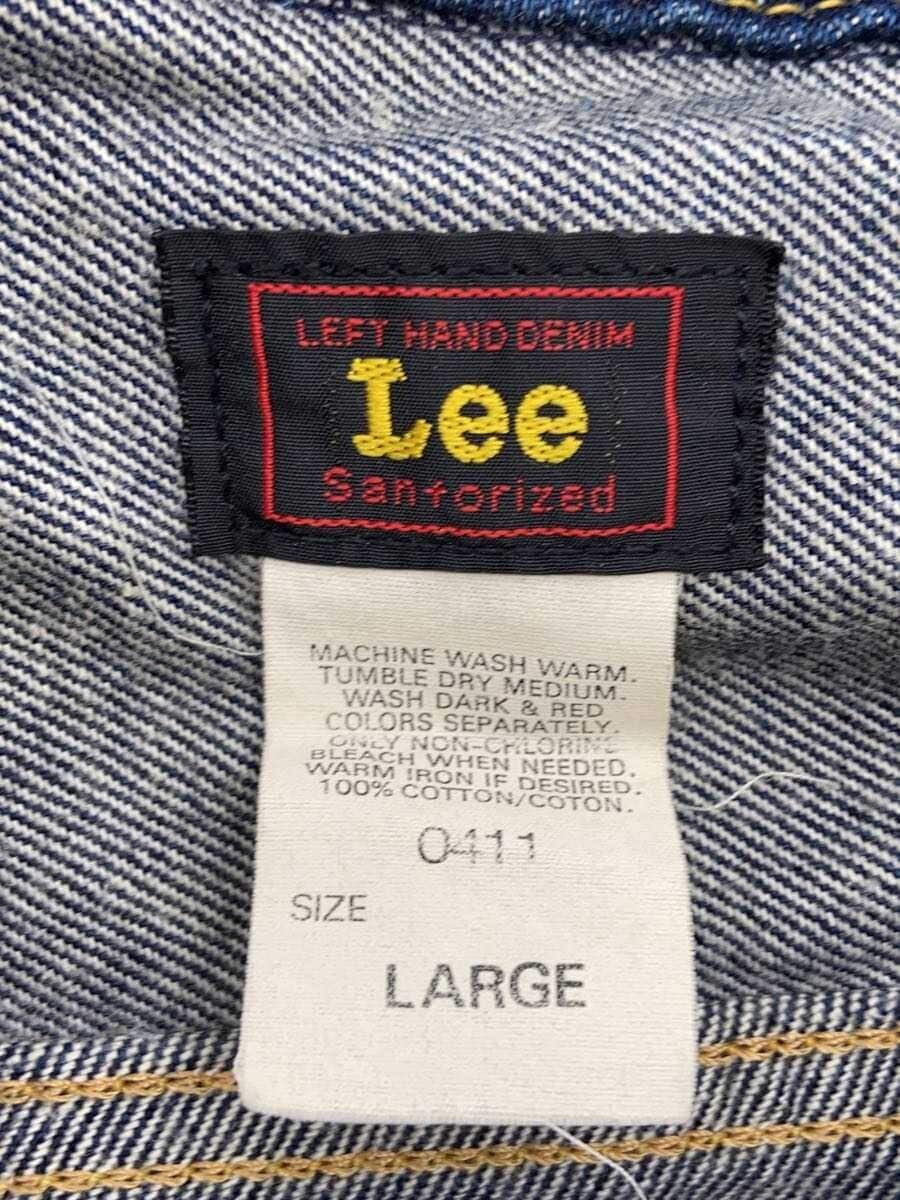 LEFT HAND DENIM
Lee
Sanforized
MACHINE WASH WARM.
TUMBLE DRY MEDIUM.
WASH DARK & RED
COLORS SEPARATELY.
ONLY NON-CHLORINE
BLEACH WHEN NEEDED.
WARM IRON IF DESIRED.
100% COTTON/COTON.
0411
SIZE
LARGE